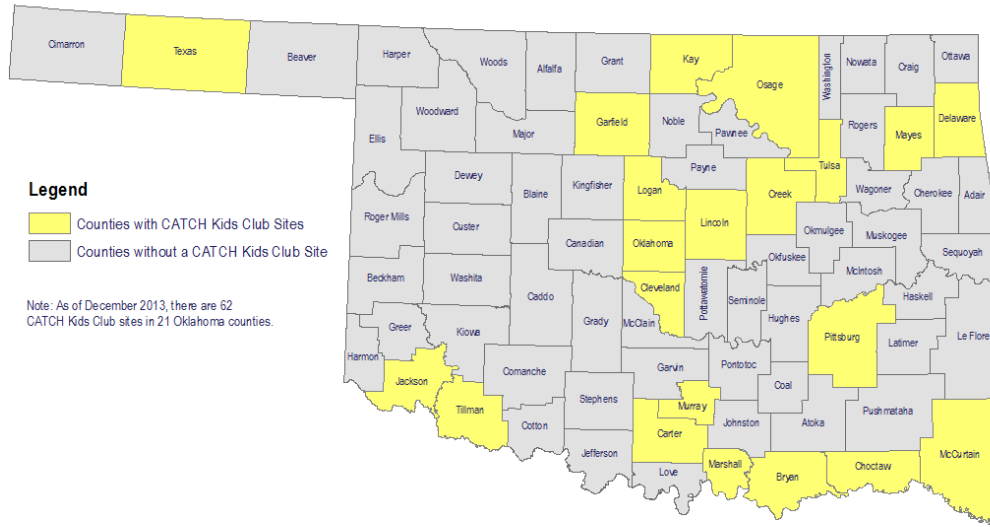 Cimarron
Texas
Beaver
Harper
Woods
Alfalfa
Grant
Kay
Osage
Washington
Nowata
Craig
Ottawa
Woodward
Ellis
Major
Garfield
Noble
Pawnee
Rogers
Mayes
Delaware
Dewey
Blaine
Kingfisher
Logan
Payne
Creek
Tulsa
Wagoner
Cherokee
Adair
Legend
Counties with CATCH Kids Club Sites
Counties without a CATCH Kids Club Site
Note: As of December 2013, there are 62
CATCH Kids Club sites in 21 Oklahoma counties.
Roger Mills
Custer
Canadian
Oklahoma
Lincoln
Okmulgee
Muskogee
Okfuskee
Sequoyah
Beckham
Washita
Caddo
Cleveland
Pottawatomie
Seminole
Hughes
McIntosh
Haskell
Greer
Kiowa
Grady
McClain
Pittsburg
Latimer
Le Flore
Harmon
Jackson
Comanche
Garvin
Pontotoc
Coal
Tillman
Stephens
Murray
Johnston
Atoka
Pushmataha
Cotton
Carter
Jefferson
Love
Marshall
Bryan
Choctaw
McCurtain